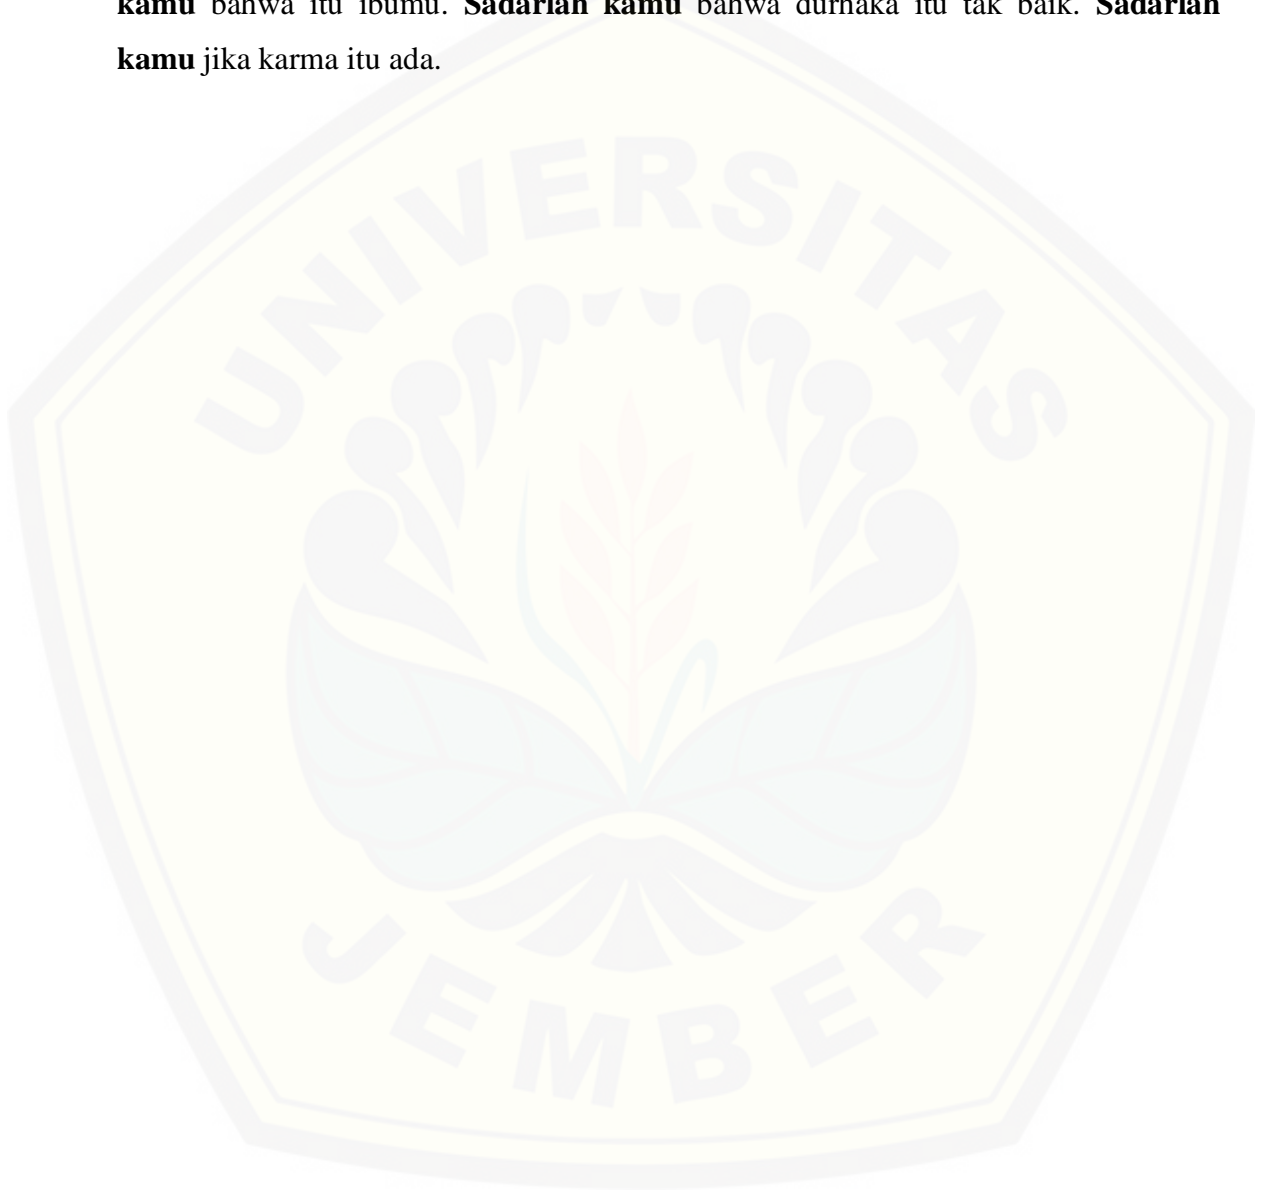 kamu bahwa itu ibumu. Sadarlah kamu bahwa durhaka itu tak baik. Sadarlah
kamu jika karma itu ada.
UNIVERSITAS
JEMBER